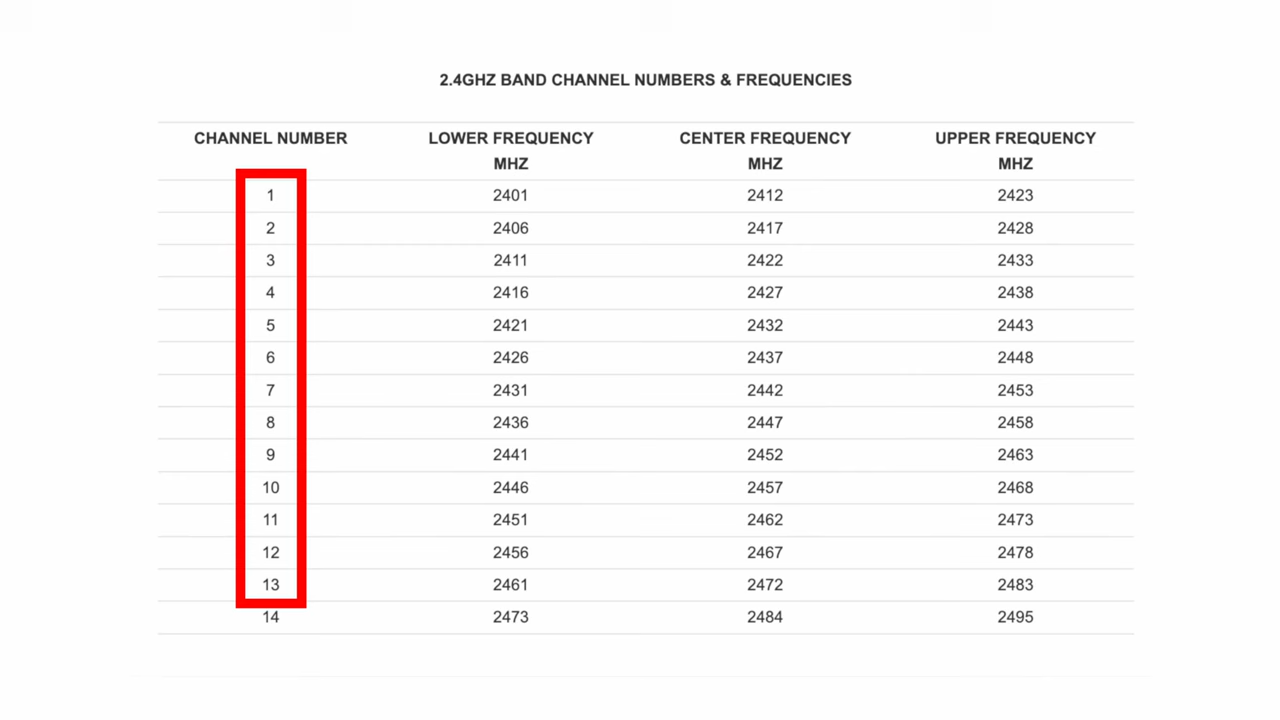 2.4GHZ BAND CHANNEL NUMBERS & FREQUENCIES
CHANNEL NUMBER LOWER FREQUENCY CENTER FREQUENCY UPPER FREQUENCY
MHZ MHZ MHZ
1 2401 2412 2423
2 2406 2417 2428
3 2411 2422 2433
4 2416 2427 2438
5 2421 2432 2443
6 2426 2437 2448
7 2431 2442 2453
8 2436 2447 2458
9 2441 2452 2463
10 2446 2457 2468
11 2451 2462 2473
12 2456 2467 2478
13 2461 2472 2483
14 2473 2484 2495